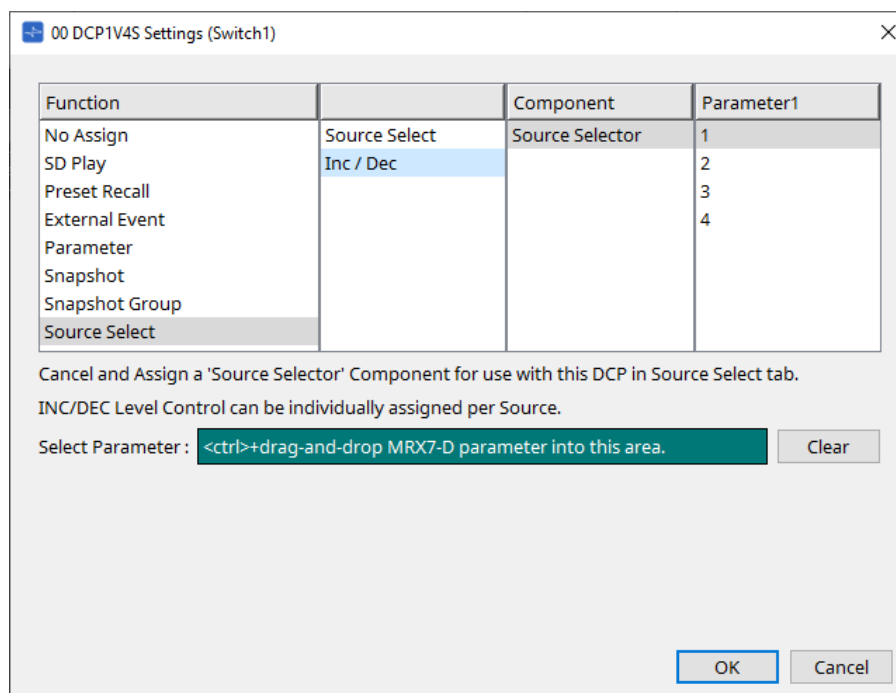 00 DCP1V4S Settings (Switch1)
Function Component Parameter1
No Assign Source Select Source Selector 1
SD Play Inc / Dec 2
Preset Recall 3
External Event 4
Parameter
Snapshot
Snapshot Group
Source Select
Cancel and Assign a 'Source Selector' Component for use with this DCP in Source Select tab.
INC/DEC Level Control can be individually assigned per Source.
Select Parameter : <ctrl>+drag-and-drop MRX7-D parameter into this area. Clear
OK Cancel